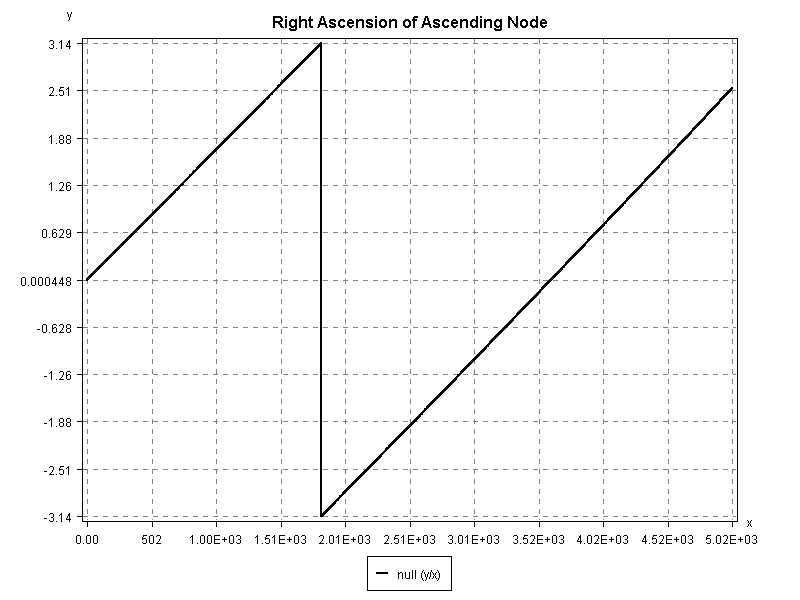 y
Right Ascension of Ascending Node
3.14
2.51
1.88
1.26
0.629
0.000448
-0.628
-1.26
-1.88
-2.51
-3.14
x
0.00 502 1.00E+03 1.51E+03 2.01E+03 2.51E+03 3.01E+03 3.52E+03 4.02E+03 4.52E+03 5.02E+03
null (y/x)